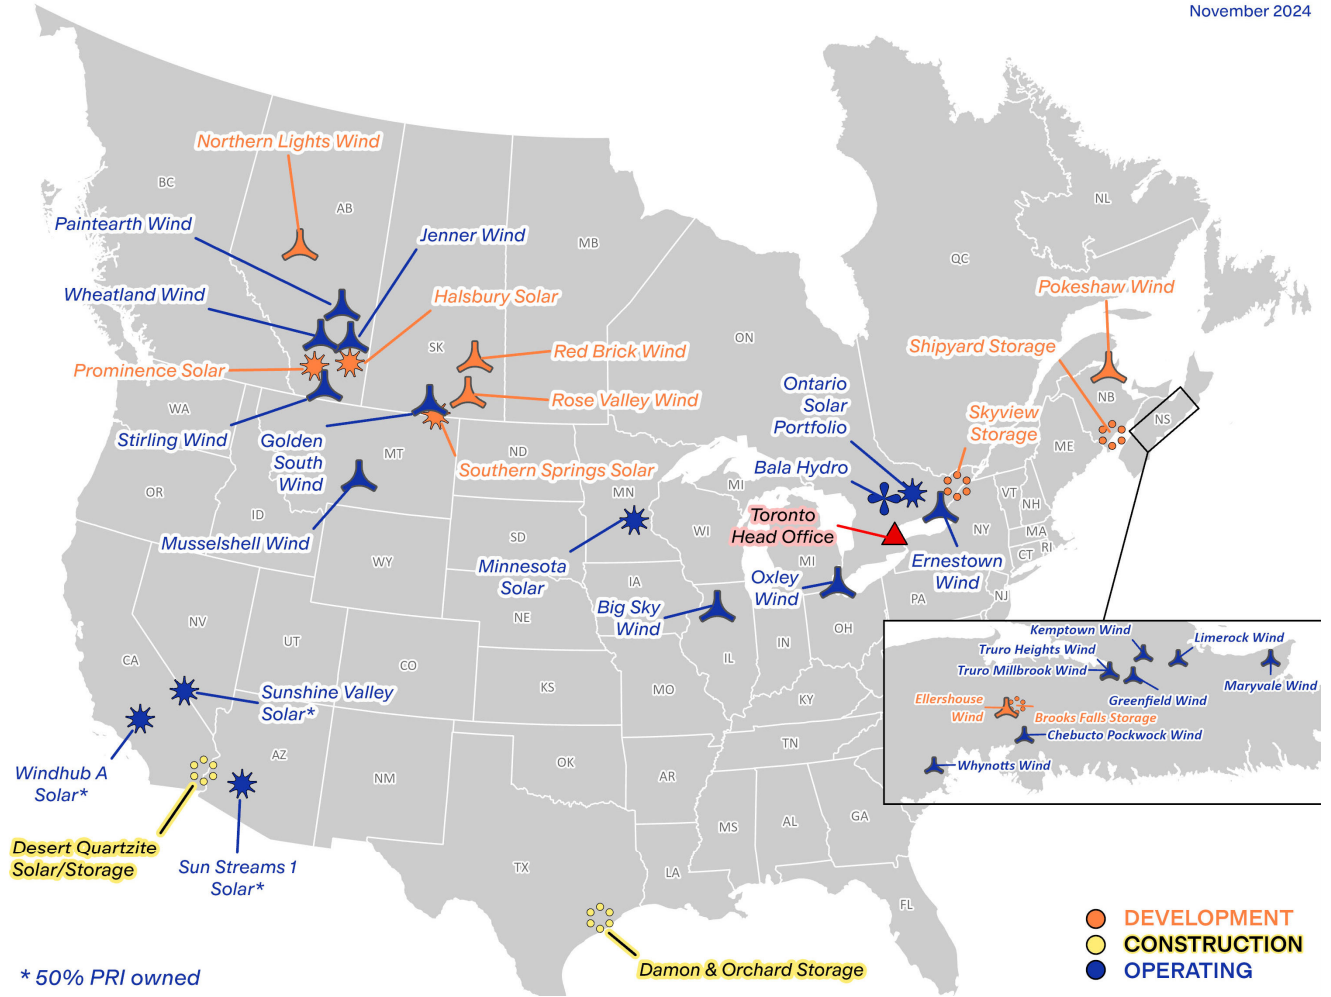 November 2024
Northern Lights Wind
BC
AB
NL
Paintearth Wind
Jenner Wind
MB
QC
Pokeshaw Wind
Wheatland Wind
Halsbury Solar
ON
SK
Shipyard Storage
Red Brick Wind
Prominence Solar
Ontario
Solar
Portfolio
Rose Valley Wind
NB
WA
Skyview
Storage
NS
Stirling Wind
Golden
South
Wind
MT
ND
ME
Southern Springs Solar
Bala Hydro
MI
OR
MN
VT
NH
ID
Toronto
Head Office
Musselshell Wind
SD
WI
NY
MA
RI
CT
WY
Minnesota
Solar
MI
Ernestown
Wind
IA
Oxley
Wind
PA
NJ
Big Sky
Wind
NE
NV
OH
UT
IN
IL
CA
CO
Kemptown Wind
Limerock Wind
Truro Heights Wind
Truro Millbrook Wind
Maryvale Wind
Greenfield Wind
Ellershouse
Wind
Brooks Falls Storage
Chebucto Pockwock Wind
Whynotts Wind
Sunshine Valley
Solar*
KS
MO
KY
TN
AZ
NM
OK
AR
Windhub A
Solar*
MS
AL
GA
Desert Quartzite
Solar/Storage
Sun Streams 1
Solar*
TX
LA
FL
DEVELOPMENT
CONSTRUCTION
OPERATING
Damon & Orchard Storage
* 50% PRI owned